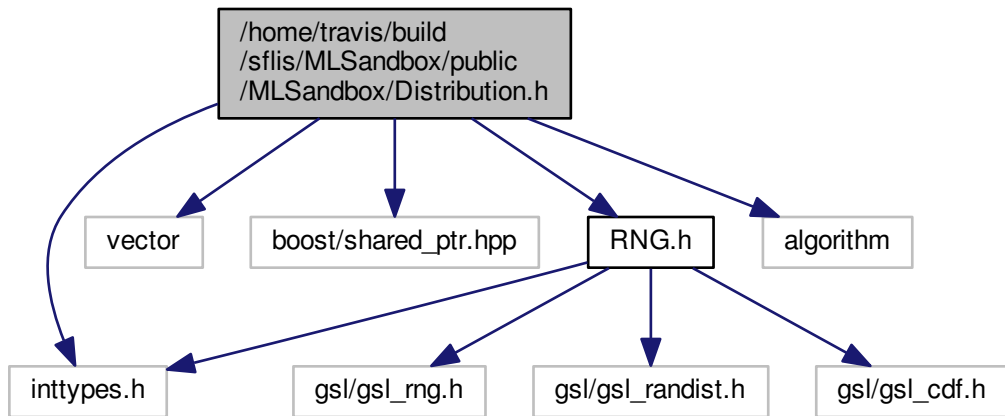 /home/travis/build
/sflis/MLSandbox/public
/MLSandbox/Distribution.h
vector
boost/shared_ptr.hpp
RNG.h
algorithm
inttypes.h
gsl/gsl_rng.h
gsl/gsl_randist.h
gsl/gsl_cdf.h